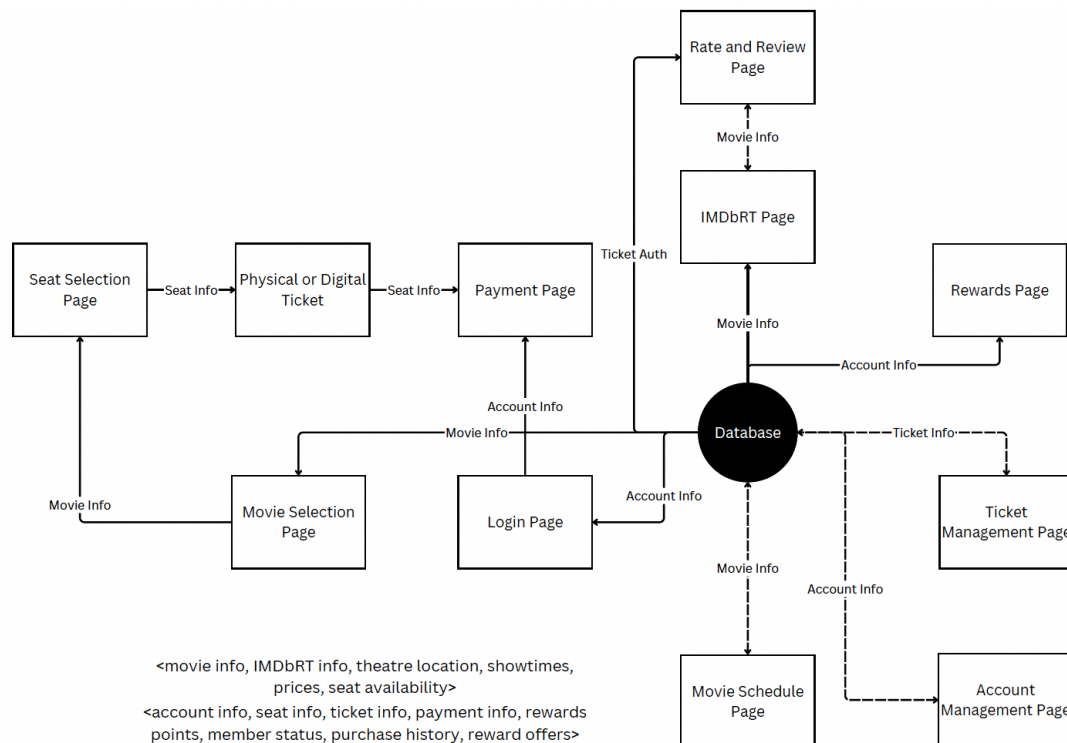 Rate and Review
Page
Movie Info
IMDbRT Page
Ticket Auth
Seat Selection
Page
Seat Info
Physical or Digital
Ticket
Seat Info
Payment Page
Rewards Page
Movie Info
Account Info
Account Info
Movie Info
Database
Ticket Info
Account Info
Movie Info
Movie Selection
Page
Login Page
Ticket
Management Page
Movie Info
Account Info
<movie info, IMDbRT info, theatre location, showtimes,
prices, seat availability>
<account info, seat info, ticket info, payment info, rewards
points, member status, purchase history, reward offers>
Movie Schedule
Page
Account
Management Page